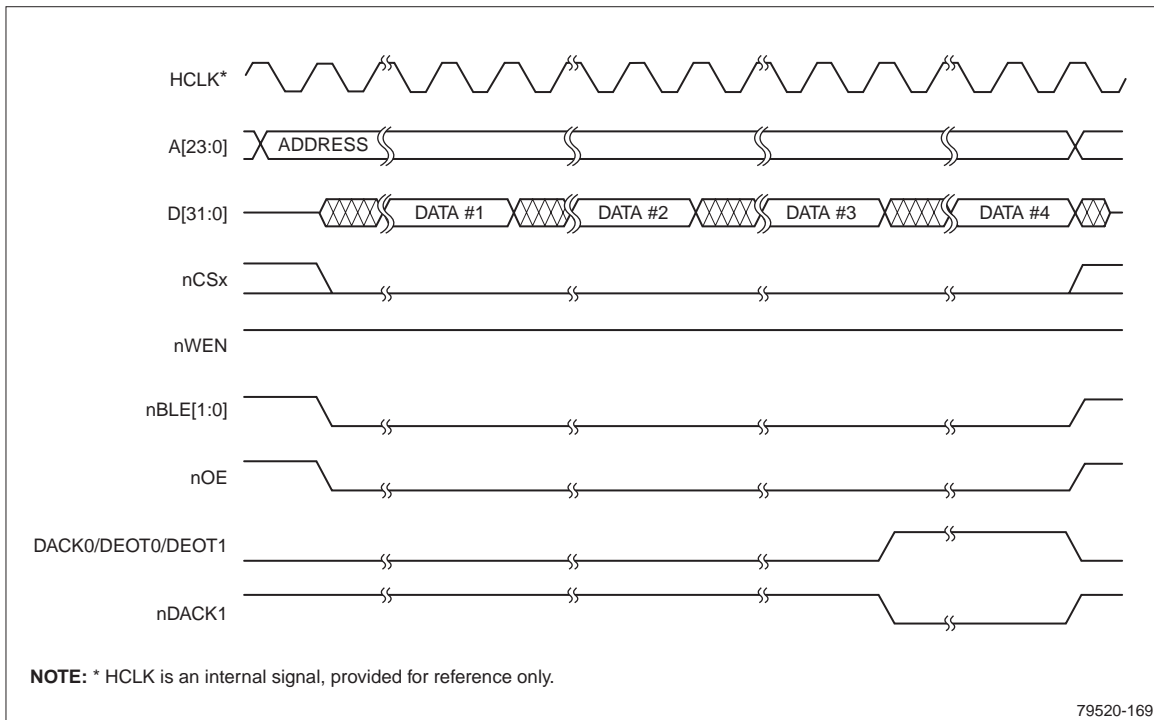 HCLK*
A[23:0]
ADDRESS
D[31:0]
DATA #1
DATA #2
DATA #3
DATA #4
nCSx
nWEN
nBLE[1:0]
nOE
DACK0/DEOT0/DEOT1
nDACK1
NOTE: * HCLK is an internal signal, provided for reference only.
79520-169